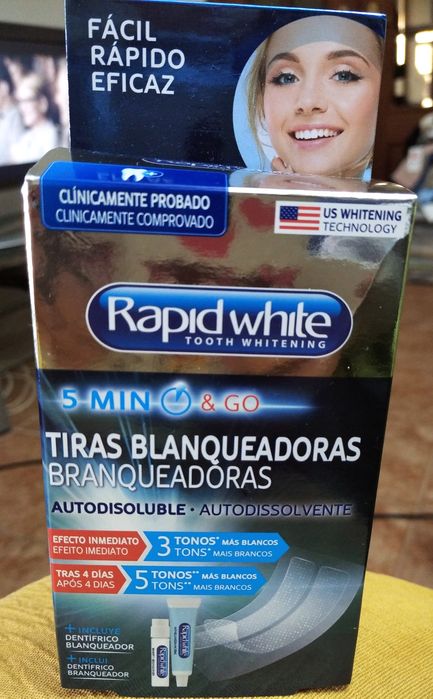 FÁCIL
RÁPIDO
EFICAZ
CLÍNICAMENTE PROBADO
CLINICAMENTE COMPROVADO
US WHITENING
TECHNOLOGY
Rapid white
TOOTH WHITENING
5 MIN & GO
TIRAS BLANQUEADORAS
BRANQUEADORAS
AUTODISOLUBLE · AUTODISSOLVENTE
EFECTO INMEDIATO
EFEITO IMEDIATO
3 TONOS* MÁS BLANCOS
TONS* MAIS BRANCOS
TRAS 4 DÍAS
APÓS 4 DIAS
5 TONOS** MÁS BLANCOS
TONS** MAIS BRANCOS
+ INCLUYE
DENTÍFRICO
BLANQUEADOR
+ INCLUI
DENTÍFRICO
BRANQUEADOR
Rapid white